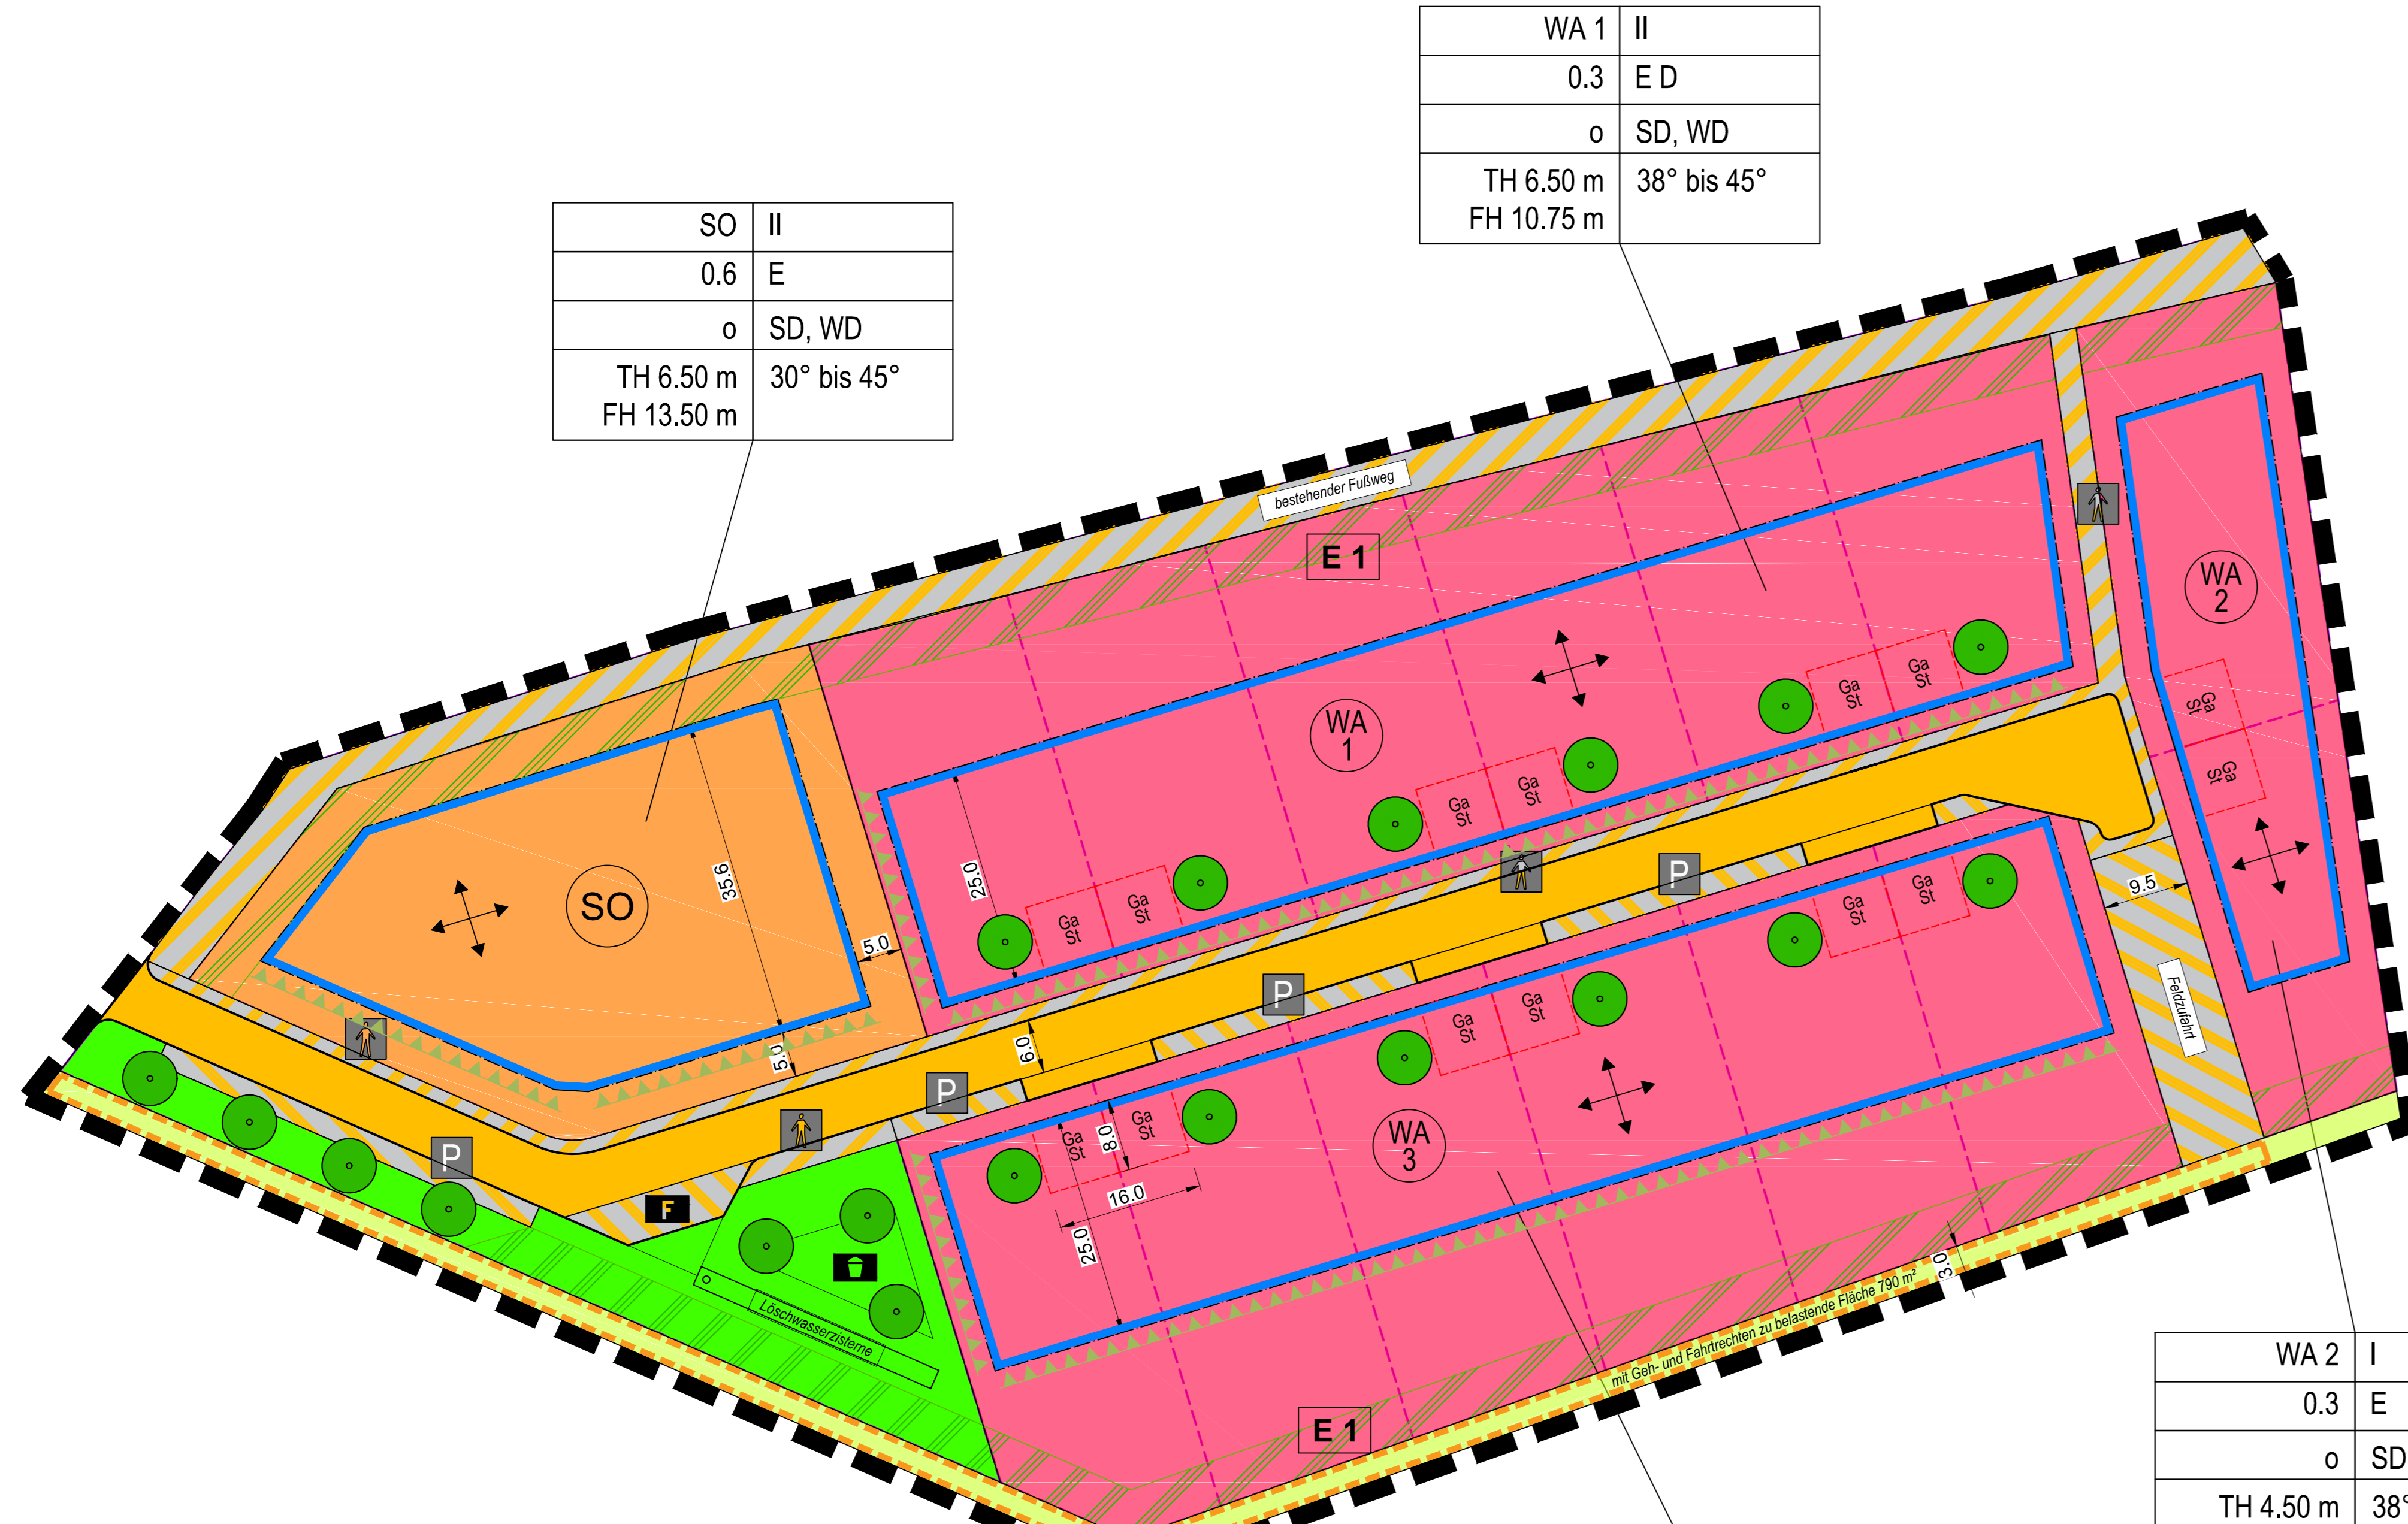 WA 1 II
0.3 E D
o SD, WD
TH 6.50 m 38° bis 45°
FH 10.75 m
SO II
0.6 E
o SD, WD
TH 6.50 m 30° bis 45°
FH 13.50 m
bestehender Fußweg
E 1
WA
2
WA
1
Ga
St
Ga
St
Ga
St
Ga
St
Ga
St
Ga
St
Ga
St
Ga
St
35.6
25.0
SO
5.0
P
9.5
Ga
St
Ga
St
Ga
St
Ga
St
P
Feldzufahrt
5.0
6.0
P
Ga
St
Ga
St
8.0
WA
3
P
16.0
F
25.0
3.0
Löschwasserzisterne
mit Geh- und Fahrtrechten zu belastende Fläche 790 m²
E 1
WA 2 I
0.3 E
o SD
TH 4.50 m 38°